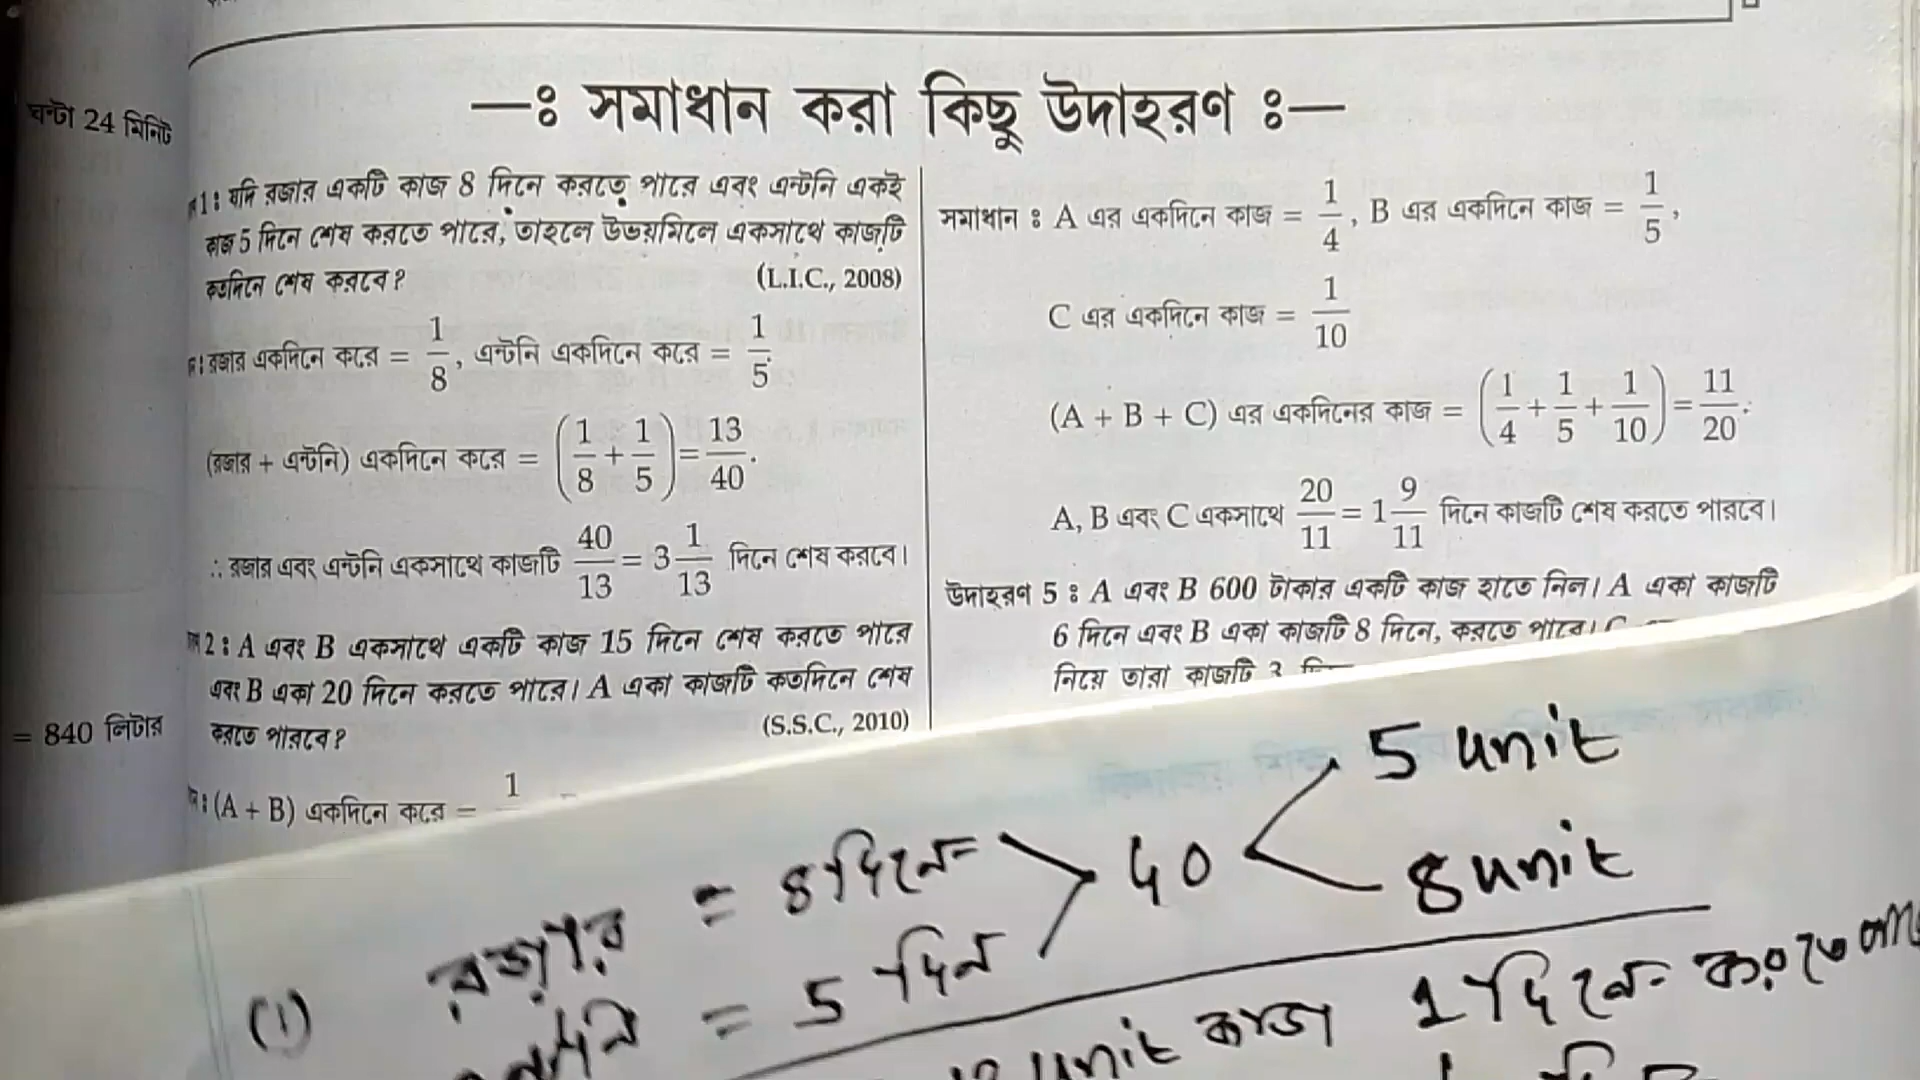 ঘন্টা 24 মিনিট
= 840 লিটার
—ঃ সমাধান করা কিছু উদাহরণ ঃ—
1 ঃ যদি রজার একটি কাজ 8 দিনে করতে পারে এবং এন্টনি একই
কাজ 5 দিনে শেষ করতে পারে, তাহলে উভয়মিলে একসাথে কাজটি
কতদিনে শেষ করবে? (L.I.C., 2008)
ঃ রজার একদিনে করে = 1/8, এন্টনি একদিনে করে = 1/5
(রজার + এন্টনি) একদিনে করে = (1/8 + 1/5) = 13/40.
∴ রজার এবং এন্টনি একসাথে কাজটি 40/13 = 3 1/13 দিনে শেষ করবে।
2 ঃ A এবং B একসাথে একটি কাজ 15 দিনে শেষ করতে পারে
এবং B একা 20 দিনে করতে পারে। A একা কাজটি কতদিনে শেষ
করতে পারবে? (S.S.C., 2010)
ঃ (A + B) একদিনে করে = 1
সমাধান ঃ A এর একদিনে কাজ = 1/4, B এর একদিনে কাজ = 1/5,
C এর একদিনে কাজ = 1/10
(A + B + C) এর একদিনের কাজ = (1/4 + 1/5 + 1/10) = 11/20.
A, B এবং C একসাথে 20/11 = 1 9/11 দিনে কাজটি শেষ করতে পারবে।
উদাহরণ 5 ঃ A এবং B 600 টাকার একটি কাজ হাতে নিল। A একা কাজটি
6 দিনে এবং B একা কাজটি 8 দিনে, করতে পারে।
নিয়ে তারা কাজটি 3
(1) রজার = 8 দিনে 40 5 unit
= 5 দিন 8 unit
unit কাজ 1 দিনে করতে